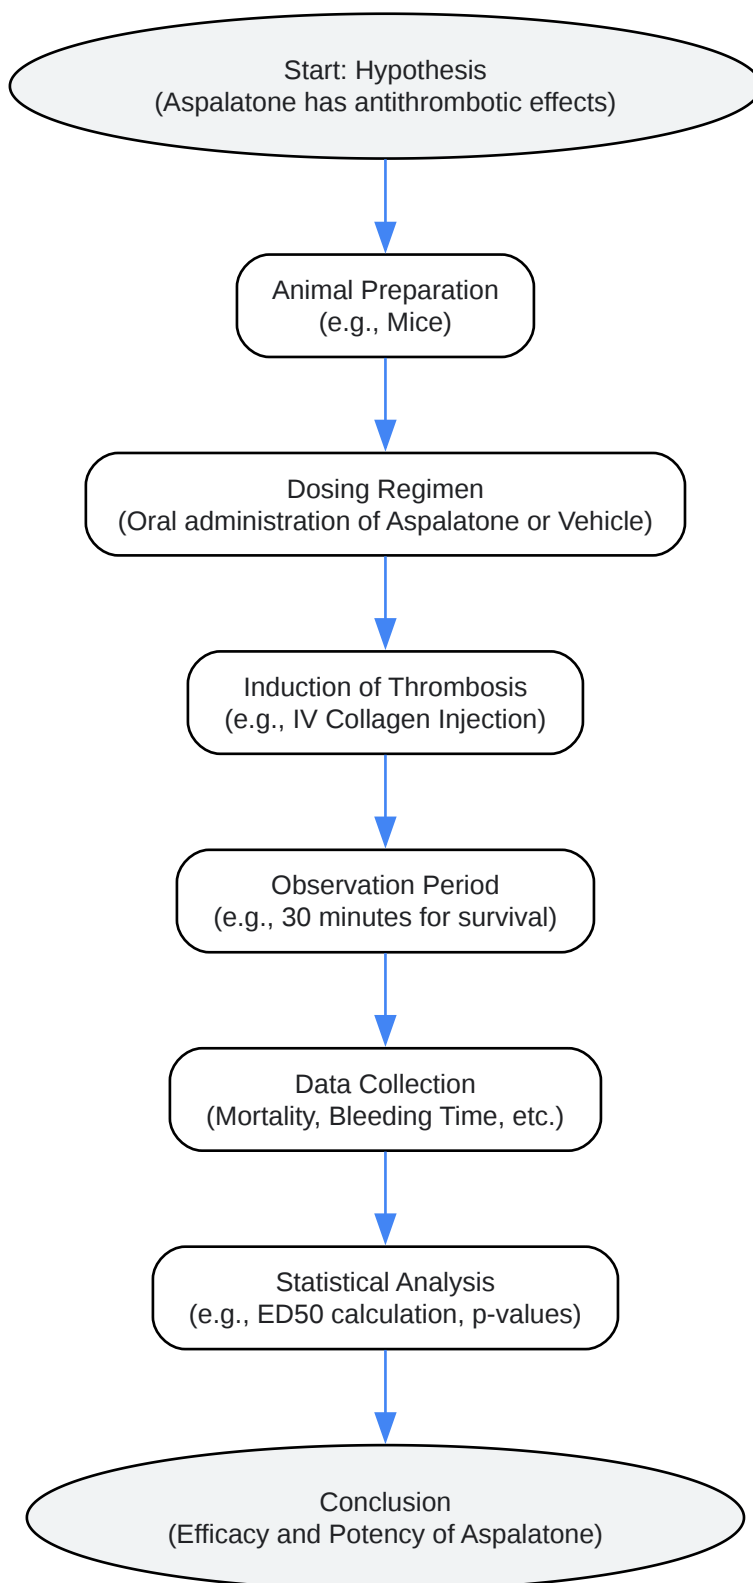 Start: Hypothesis
(Aspalatone has antithrombotic effects)
Animal Preparation
(e.g., Mice)
Dosing Regimen
(Oral administration of Aspalatone or Vehicle)
Induction of Thrombosis
(e.g., IV Collagen Injection)
Observation Period
(e.g., 30 minutes for survival)
Data Collection
(Mortality, Bleeding Time, etc.)
Statistical Analysis
(e.g., ED50 calculation, p-values)
Conclusion
(Efficacy and Potency of Aspalatone)